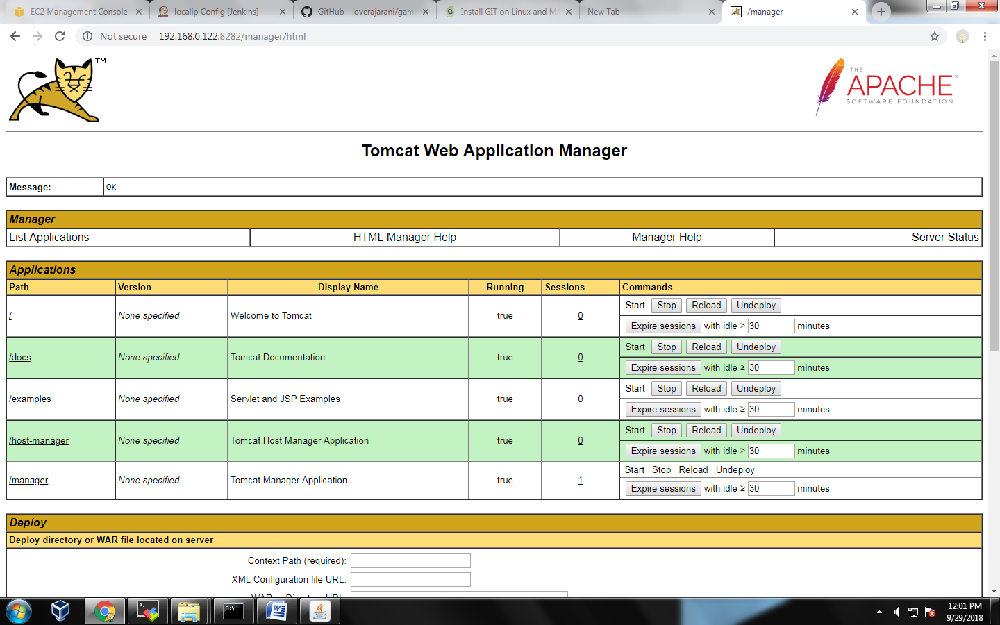 EC2 Management Console
localip Config [Jenkins]
GitHub - loverajarani/gam
Install GIT on Linux and M
New Tab
/manager
Not secure 192.168.0.122:8282/manager/html
TM
THE
APACHE®
SOFTWARE FOUNDATION
Tomcat Web Application Manager
Message: OK
Manager
List Applications HTML Manager Help Manager Help Server Status
Applications
Path Version Display Name Running Sessions Commands
/ None specified Welcome to Tomcat true 0 Start Stop Reload Undeploy
Expire sessions with idle ≥ 30 minutes
/docs None specified Tomcat Documentation true 0 Start Stop Reload Undeploy
Expire sessions with idle ≥ 30 minutes
/examples None specified Servlet and JSP Examples true 0 Start Stop Reload Undeploy
Expire sessions with idle ≥ 30 minutes
/host-manager None specified Tomcat Host Manager Application true 0 Start Stop Reload Undeploy
Expire sessions with idle ≥ 30 minutes
/manager None specified Tomcat Manager Application true 1 Start Stop Reload Undeploy
Expire sessions with idle ≥ 30 minutes
Deploy
Deploy directory or WAR file located on server
Context Path (required):
XML Configuration file URL:
WAR or Directory URL:
C:\
12:01 PM
9/29/2018